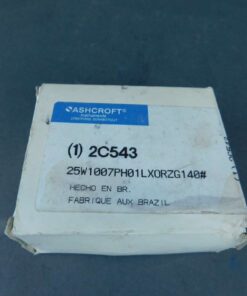 ASHCROFT®
(1) 2C543
25W1007PH01LXORZG140#
HECHO EN BR.
FABRIQUE AUX BRAZIL